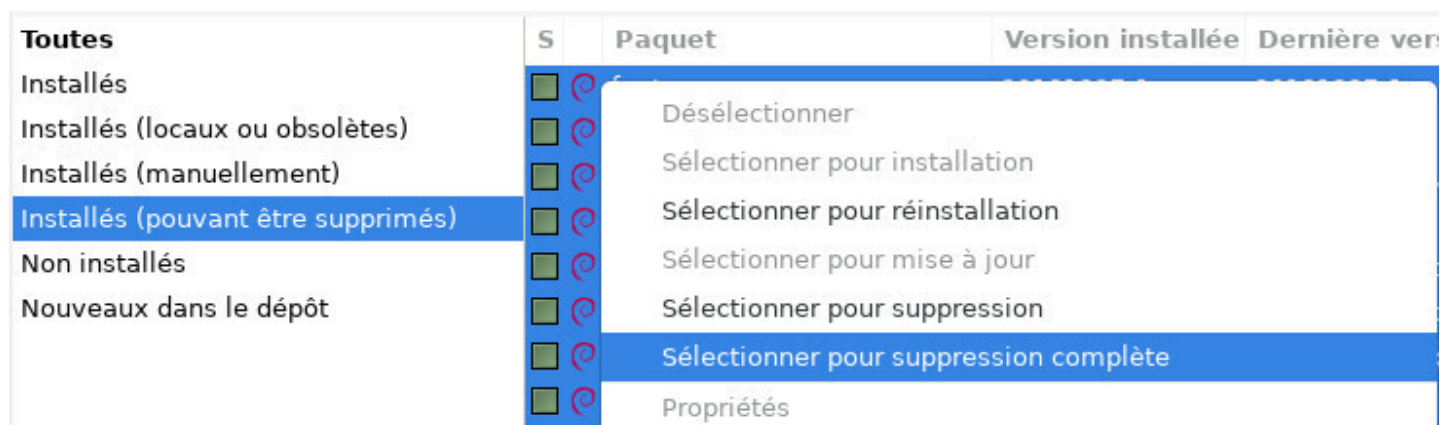 Toutes
Installés
Installés (locaux ou obsolètes)
Installés (manuellement)
Installés (pouvant être supprimés)
Non installés
Nouveaux dans le dépôt
S Paquet Version installée Dernière vers
Désélectionner
Sélectionner pour installation
Sélectionner pour réinstallation
Sélectionner pour mise à jour
Sélectionner pour suppression
Sélectionner pour suppression complète
Propriétés